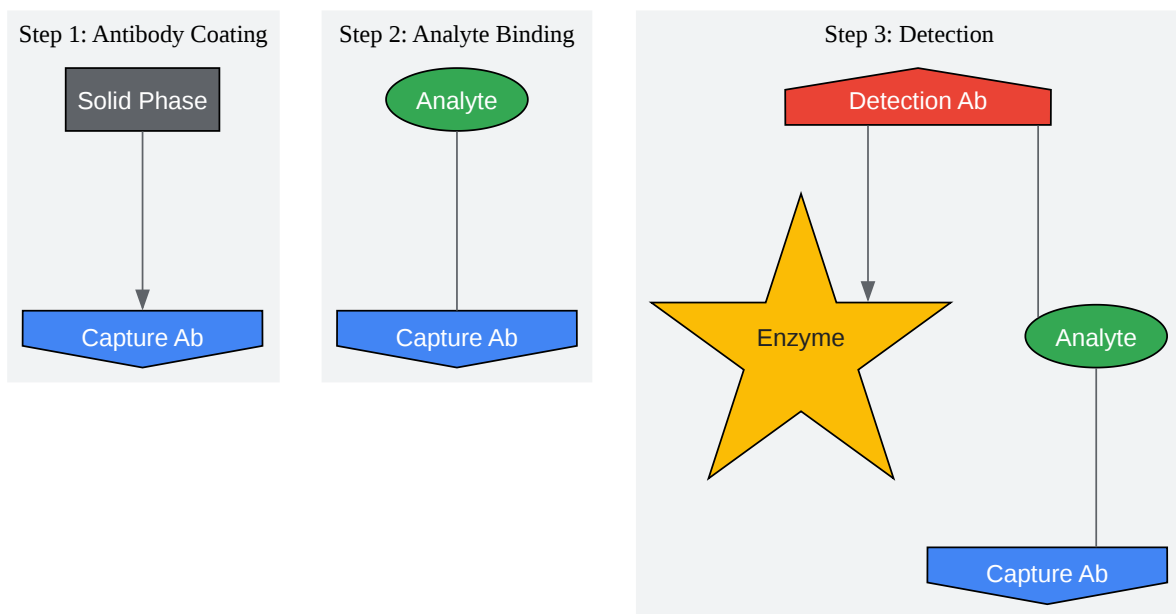 Step 1: Antibody Coating
Solid Phase
Capture Ab
Step 2: Analyte Binding
Analyte
Capture Ab
Step 3: Detection
Detection Ab
Enzyme
Analyte
Capture Ab